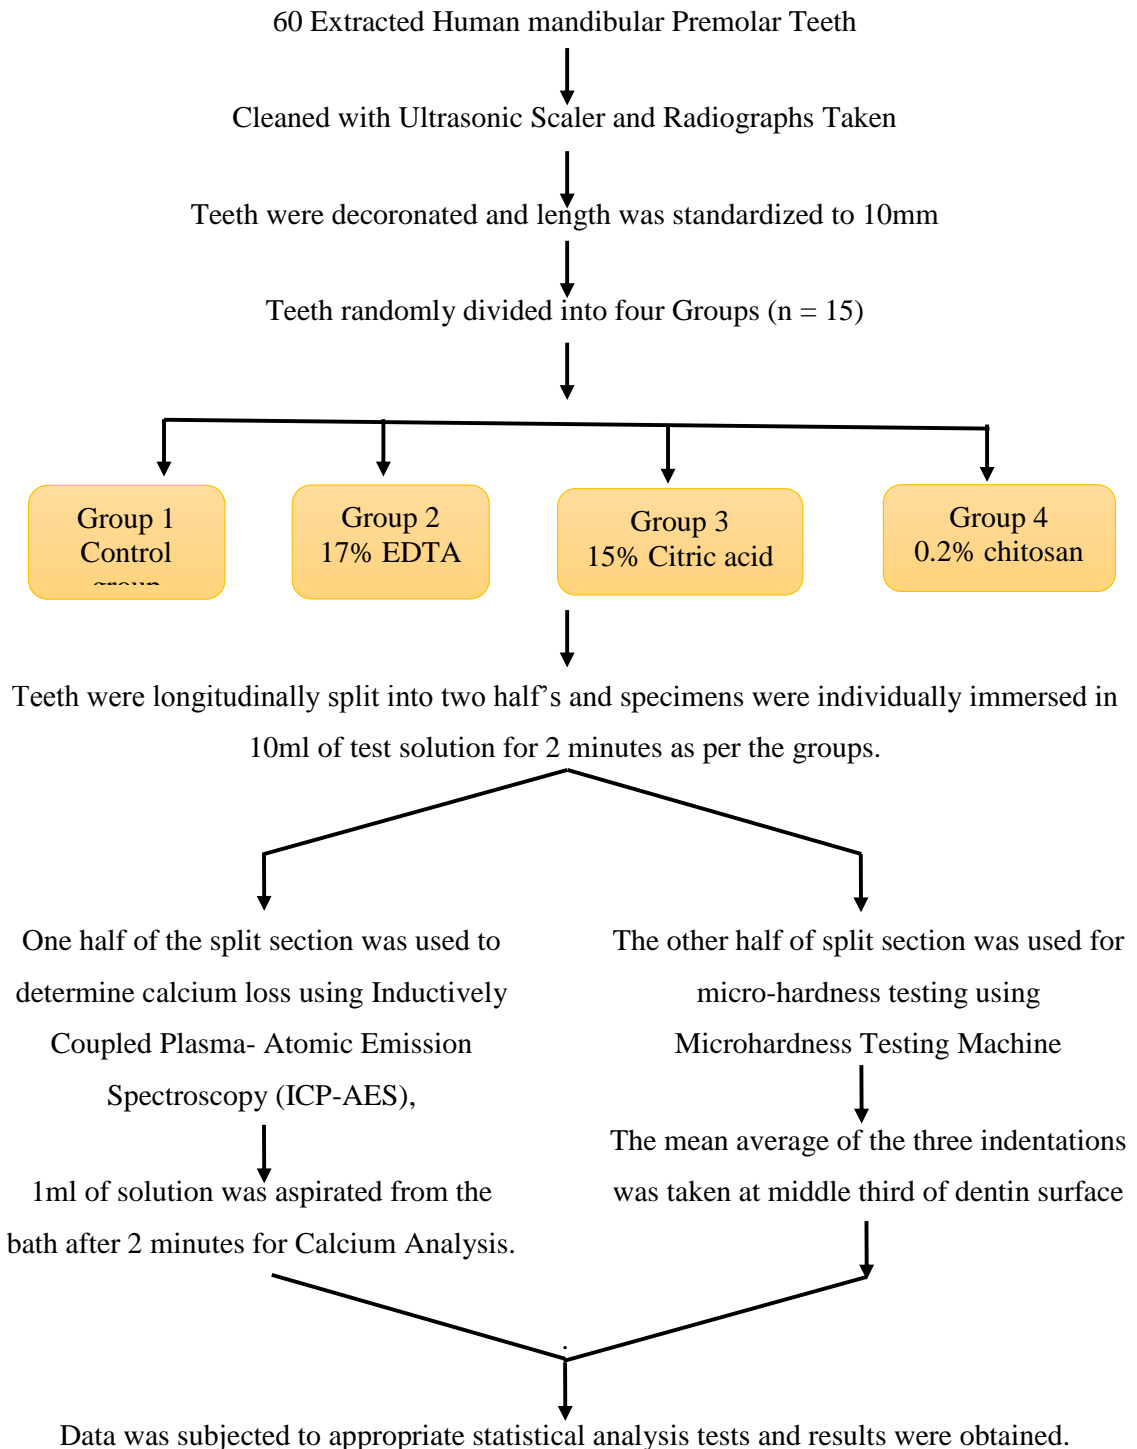 60 Extracted Human mandibular Premolar Teeth
Cleaned with Ultrasonic Scaler and Radiographs Taken
Teeth were decoronated and length was standardized to 10mm
Teeth randomly divided into four Groups (n = 15)
Group 1
Control
group
Group 2
17% EDTA
Group 3
15% Citric acid
Group 4
0.2% chitosan
Teeth were longitudinally split into two half’s and specimens were individually immersed in
10ml of test solution for 2 minutes as per the groups.
One half of the split section was used to
determine calcium loss using Inductively
Coupled Plasma- Atomic Emission
Spectroscopy (ICP-AES),
1ml of solution was aspirated from the
bath after 2 minutes for Calcium Analysis.
The other half of split section was used for
micro-hardness testing using
Microhardness Testing Machine
The mean average of the three indentations
was taken at middle third of dentin surface
.
Data was subjected to appropriate statistical analysis tests and results were obtained.